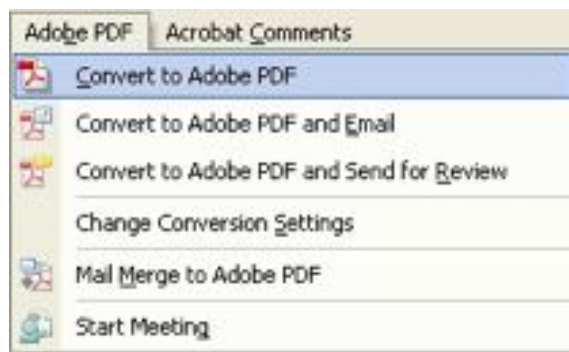 Adobe PDF Acrobat Comments
Convert to Adobe PDF
Convert to Adobe PDF and Email
Convert to Adobe PDF and Send for Review
Change Conversion Settings
Mail Merge to Adobe PDF
Start Meeting